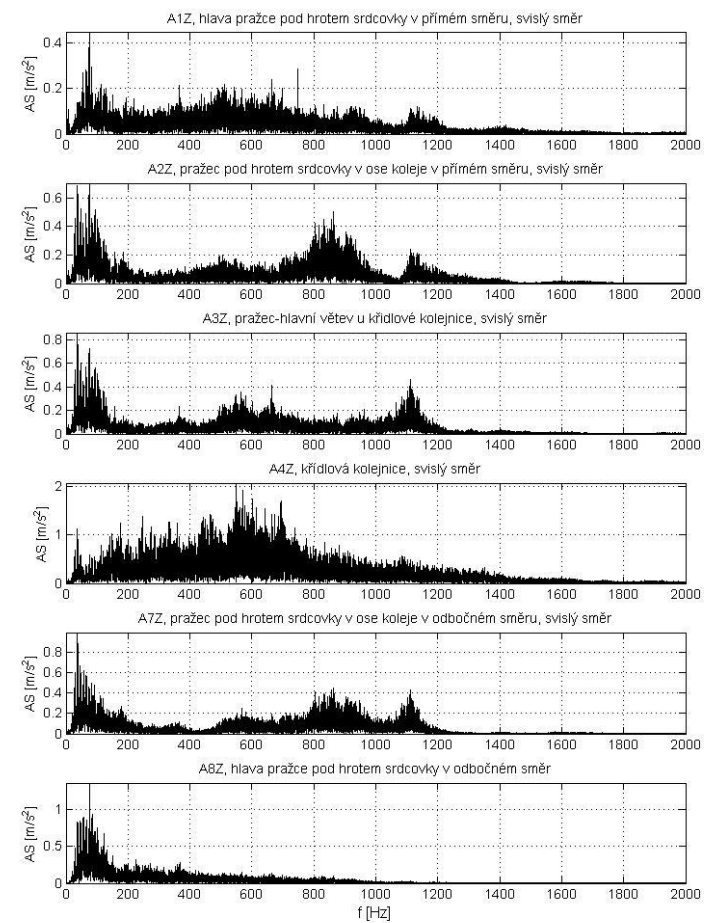 A1Z, hlava pražce pod hrotem srdcovky v přímém směru, svislý směr
AS [m/s²]
0.4
0.2
0
0 200 400 600 800 1000 1200 1400 1600 1800 2000
A2Z, pražec pod hrotem srdcovky v ose koleje v přímém směru, svislý směr
AS [m/s²]
0.6
0.4
0.2
0
0 200 400 600 800 1000 1200 1400 1600 1800 2000
A3Z, pražec-hlavní větev u křidlové kolejnice, svislý směr
AS [m/s²]
0.8
0.6
0.4
0.2
0
0 200 400 600 800 1000 1200 1400 1600 1800 2000
A4Z, křídlová kolejnice, svislý směr
AS [m/s²]
2
1
0
0 200 400 600 800 1000 1200 1400 1600 1800 2000
A7Z, pražec pod hrotem srdcovky v ose koleje v odbočném směru, svislý směr
AS [m/s²]
0.8
0.6
0.4
0.2
0
0 200 400 600 800 1000 1200 1400 1600 1800 2000
A8Z, hlava pražce pod hrotem srdcovky v odbočném směr
AS [m/s²]
1
0.5
0
0 200 400 600 800 1000 1200 1400 1600 1800 2000
f [Hz]